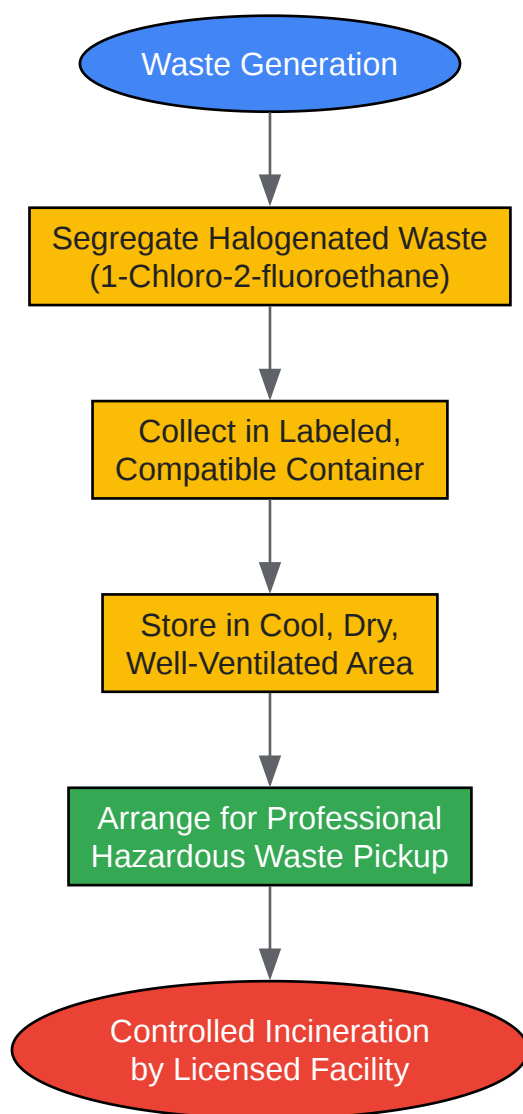 Waste Generation
Segregate Halogenated Waste
(1-Chloro-2-fluoroethane)
Collect in Labeled,
Compatible Container
Store in Cool, Dry,
Well-Ventilated Area
Arrange for Professional
Hazardous Waste Pickup
Controlled Incineration
by Licensed Facility